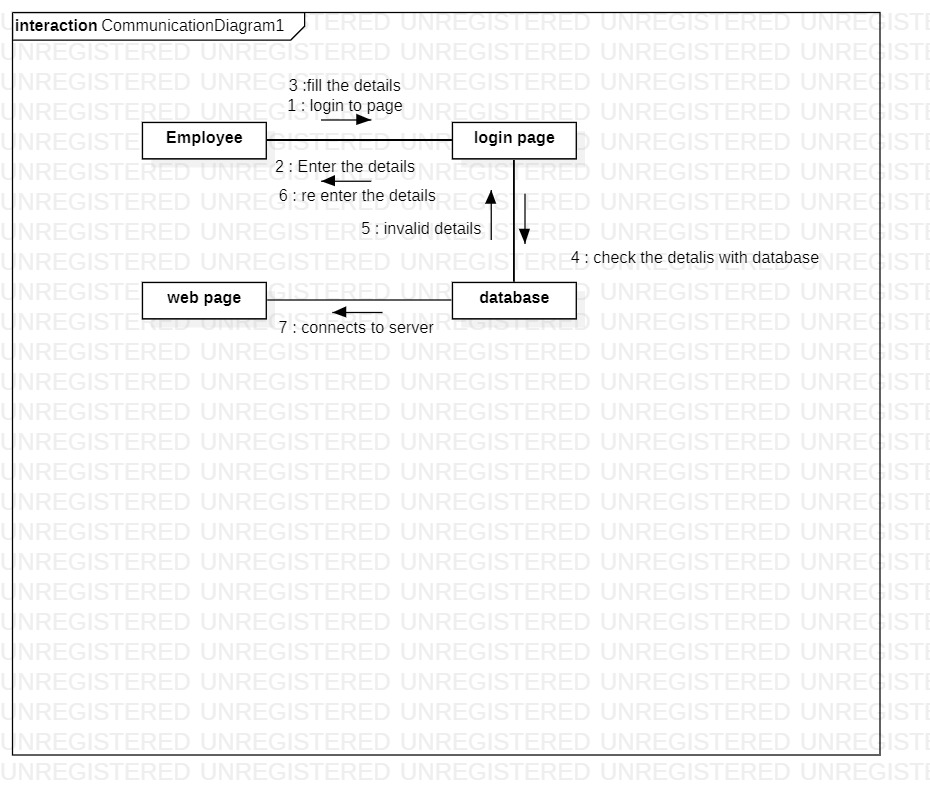 interaction CommunicationDiagram1
3 :fill the details
1 : login to page
Employee
login page
2 : Enter the details
6 : re enter the details
5 : invalid details
4 : check the detalis with database
web page
database
7 : connects to server
UNREGISTERED UNREGISTERED UNREGISTERED UNREGISTERED UNREGISTE